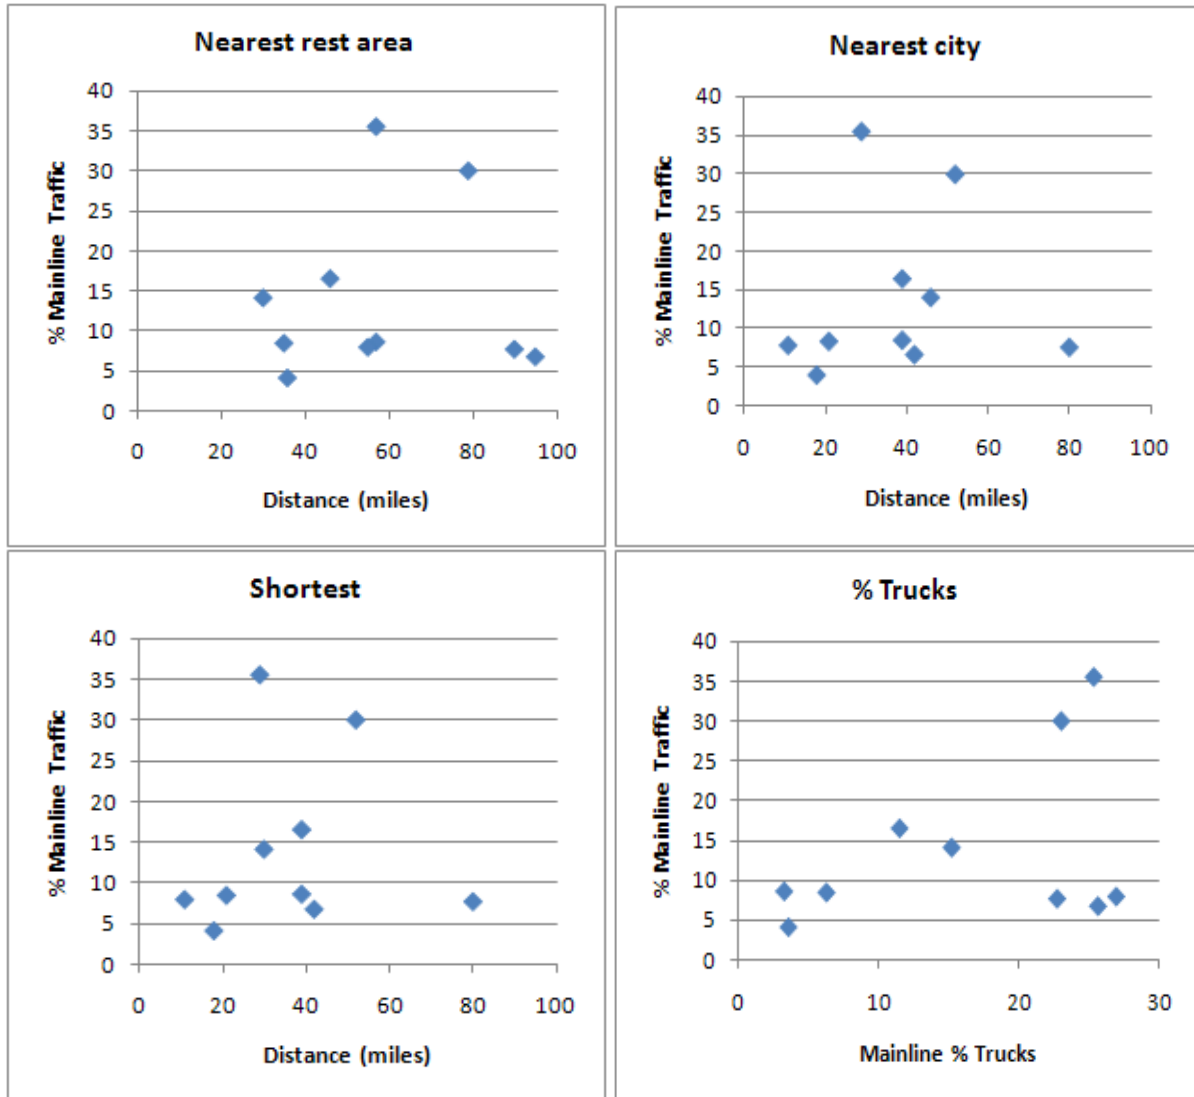 Nearest rest area
40
35
30
25
20
15
10
5
0
% Mainline Traffic
0 20 40 60 80 100
Distance (miles)
Nearest city
40
35
30
25
20
15
10
5
0
% Mainline Traffic
0 20 40 60 80 100
Distance (miles)
Shortest
40
35
30
25
20
15
10
5
0
% Mainline Traffic
0 20 40 60 80 100
Distance (miles)
% Trucks
40
35
30
25
20
15
10
5
0
% Mainline Traffic
0 10 20 30
Mainline % Trucks